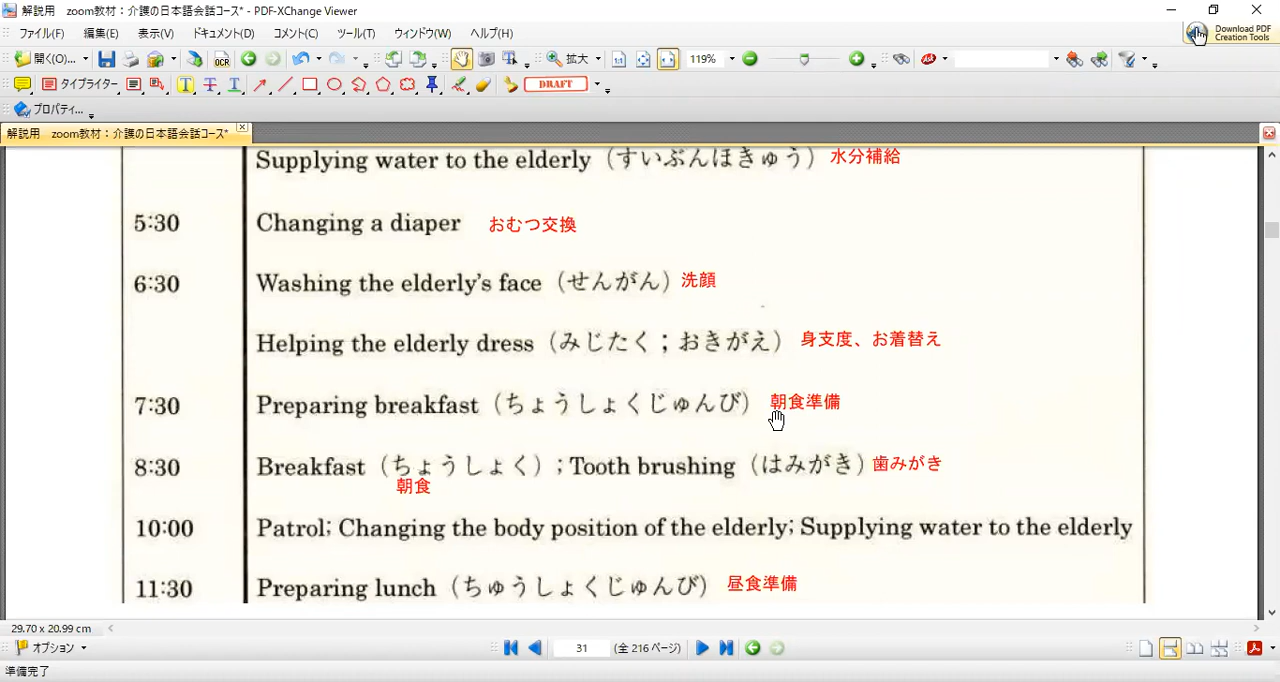 解説用 zoom教材：介護の日本語会話コース* - PDF-XChange Viewer
ファイル(F) 編集(E) 表示(V) ドキュメント(D) コメント(C) ツール(T) ウィンドウ(W) ヘルプ(H)
Download PDF
Creation Tools
開く(O)... OCR 拡大 119%
タイプライター DRAFT
プロパティ...
解説用 zoom教材：介護の日本語会話コース*
Supplying water to the elderly（すいぶんほきゅう）水分補給
5:30 Changing a diaper おむつ交換
6:30 Washing the elderly's face（せんがん）洗顔
Helping the elderly dress（みじたく；おきがえ）身支度、お着替え
7:30 Preparing breakfast（ちょうしょくじゅんび）朝食準備
8:30 Breakfast（ちょうしょく）；Tooth brushing（はみがき）歯みがき
朝食
10:00 Patrol; Changing the body position of the elderly; Supplying water to the elderly
11:30 Preparing lunch（ちゅうしょくじゅんび）昼食準備
29.70 x 20.99 cm
オプション 31 (全 216 ページ)
準備完了